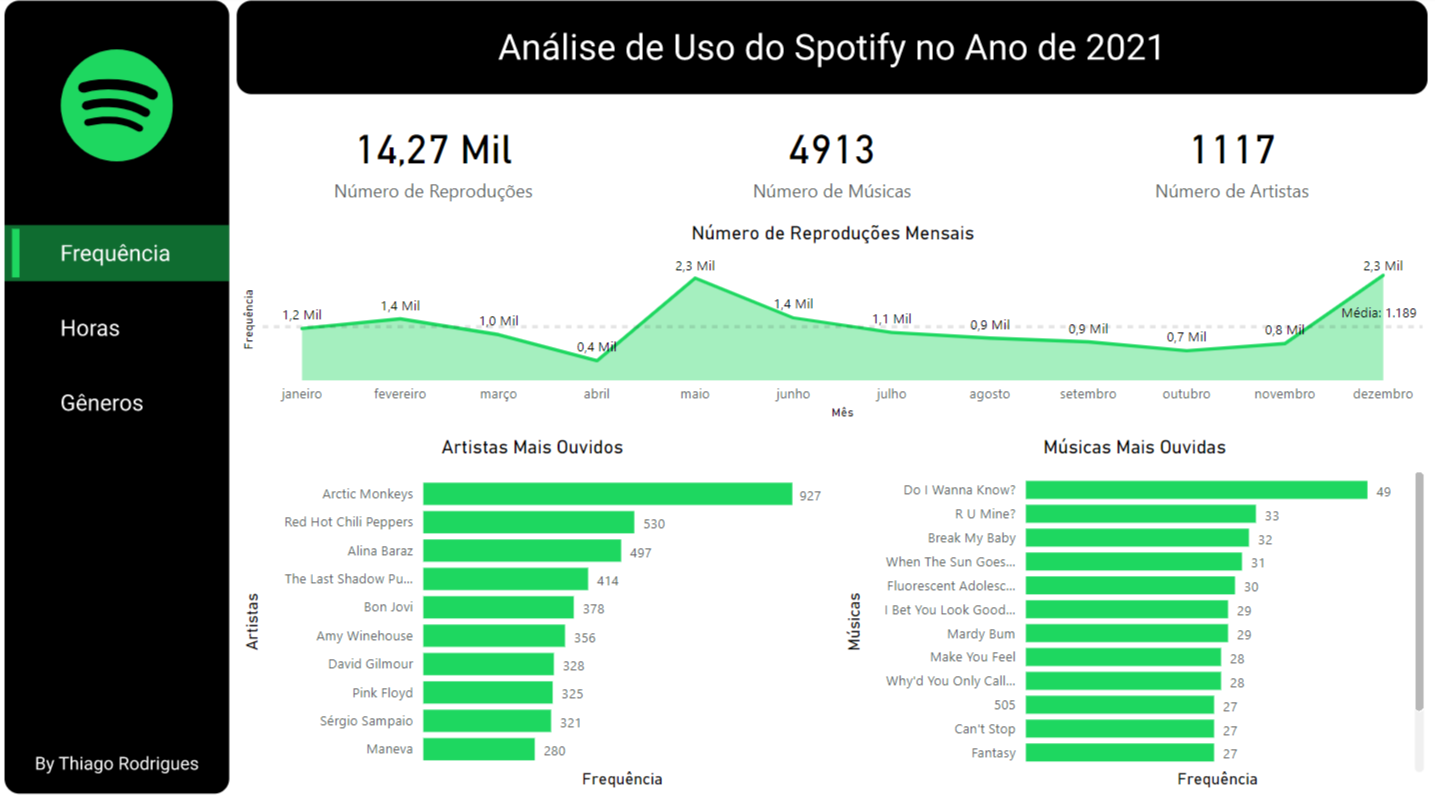 Análise de Uso do Spotify no Ano de 2021
Frequência
Horas
Gêneros
By Thiago Rodrigues
14,27 Mil
Número de Reproduções
4913
Número de Músicas
1117
Número de Artistas
Número de Reproduções Mensais
Frequência
1,2 Mil
1,4 Mil
1,0 Mil
0,4 Mil
2,3 Mil
1,4 Mil
1,1 Mil
0,9 Mil
0,9 Mil
0,7 Mil
0,8 Mil
2,3 Mil
Média: 1.189
janeiro
fevereiro
março
abril
maio
junho
julho
agosto
setembro
outubro
novembro
dezembro
Mês
Artistas Mais Ouvidos
Artistas
Arctic Monkeys 927
Red Hot Chili Peppers 530
Alina Baraz 497
The Last Shadow Pu... 414
Bon Jovi 378
Amy Winehouse 356
David Gilmour 328
Pink Floyd 325
Sérgio Sampaio 321
Maneva 280
Frequência
Músicas Mais Ouvidas
Músicas
Do I Wanna Know? 49
R U Mine? 33
Break My Baby 32
When The Sun Goes... 31
Fluorescent Adolesc... 30
I Bet You Look Good... 29
Mardy Bum 29
Make You Feel 28
Why'd You Only Call... 28
505 27
Can't Stop 27
Fantasy 27
Frequência